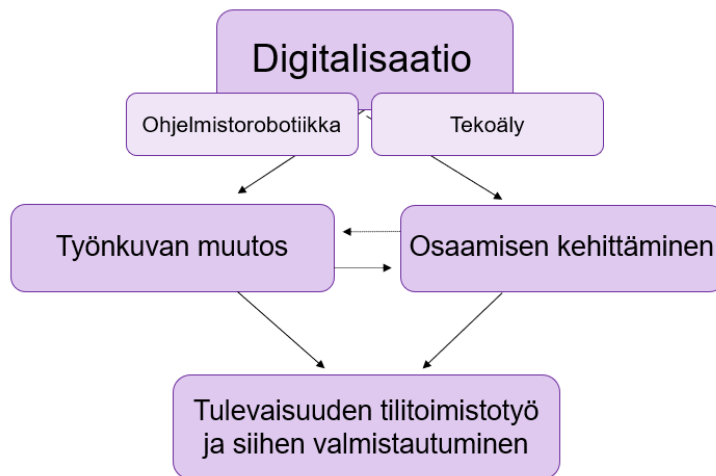 Digitalisaatio
Ohjelmistorobotiikka
Tekoäly
Työnkuvan muutos
Osaamisen kehittäminen
Tulevaisuuden tilitoimistotyö
ja siihen valmistautuminen